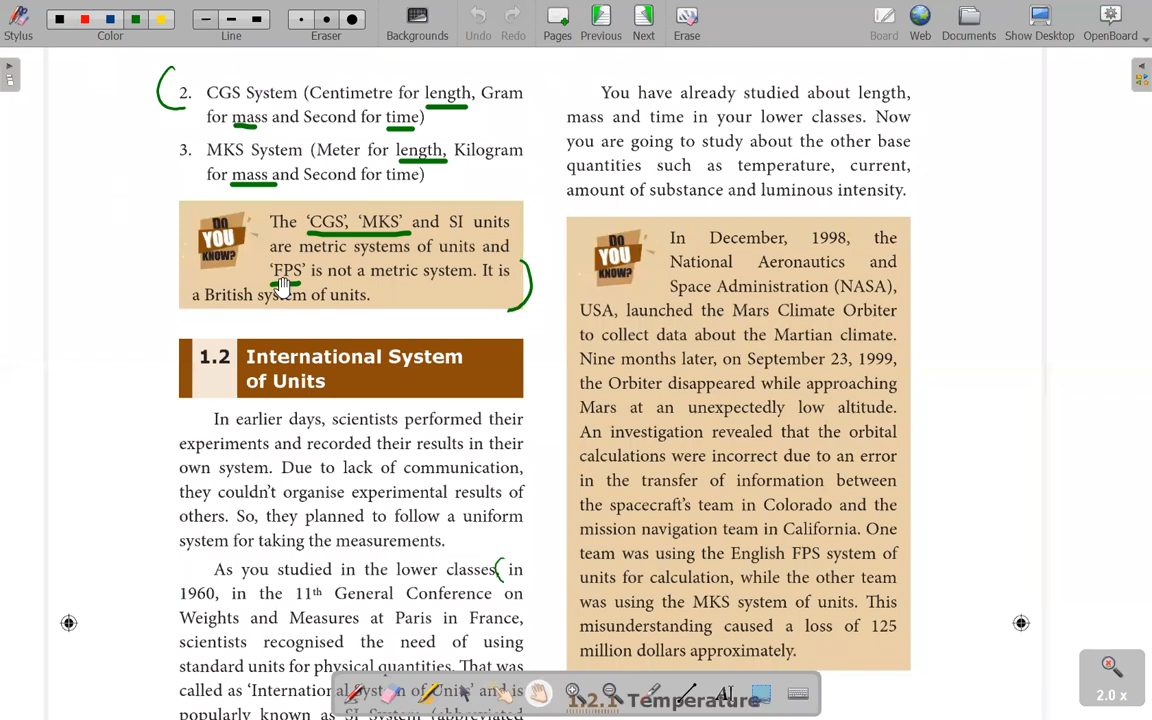 Stylus
Color
Line
Eraser
Backgrounds
Undo
Redo
Pages
Previous
Next
Erase
Board
Web
Documents
Show Desktop
OpenBoard
2. CGS System (Centimetre for length, Gram
for mass and Second for time)
3. MKS System (Meter for length, Kilogram
for mass and Second for time)
DO YOU KNOW?
The ‘CGS’, ‘MKS’ and SI units
are metric systems of units and
‘FPS’ is not a metric system. It is
a British system of units.
1.2 International System
of Units
In earlier days, scientists performed their
experiments and recorded their results in their
own system. Due to lack of communication,
they couldn’t organise experimental results of
others. So, they planned to follow a uniform
system for taking the measurements.
As you studied in the lower classes, in
1960, in the 11th General Conference on
Weights and Measures at Paris in France,
scientists recognised the need of using
standard units for physical quantities. That was
called as ‘International System of Units’ and is
popularly known as SI System (abbreviated
You have already studied about length,
mass and time in your lower classes. Now
you are going to study about the other base
quantities such as temperature, current,
amount of substance and luminous intensity.
DO YOU KNOW?
In December, 1998, the
National Aeronautics and
Space Administration (NASA),
USA, launched the Mars Climate Orbiter
to collect data about the Martian climate.
Nine months later, on September 23, 1999,
the Orbiter disappeared while approaching
Mars at an unexpectedly low altitude.
An investigation revealed that the orbital
calculations were incorrect due to an error
in the transfer of information between
the spacecraft’s team in Colorado and the
mission navigation team in California. One
team was using the English FPS system of
units for calculation, while the other team
was using the MKS system of units. This
misunderstanding caused a loss of 125
million dollars approximately.
1.2.1 Temperature
2.0 x